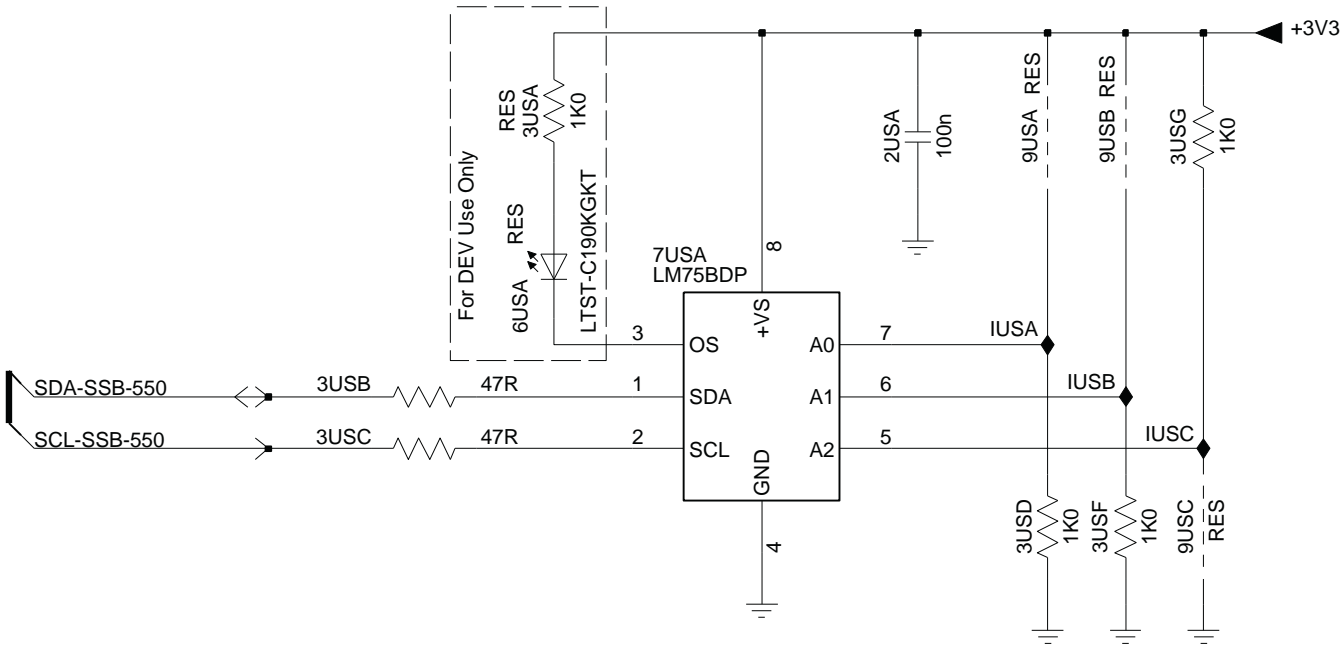 +3V3
For DEV Use Only
RES
3USA
1K0
RES
6USA
LTST-C190KGKT
2USA
100n
9USA RES
9USB RES
3USG
1K0
7USA
LM75BDP
8
+VS
3
OS
A0
7
IUSA
SDA-SSB-550
3USB
47R
1
SDA
A1
6
IUSB
SCL-SSB-550
3USC
47R
2
SCL
A2
5
IUSC
GND
4
3USD
1K0
3USF
1K0
9USC
RES